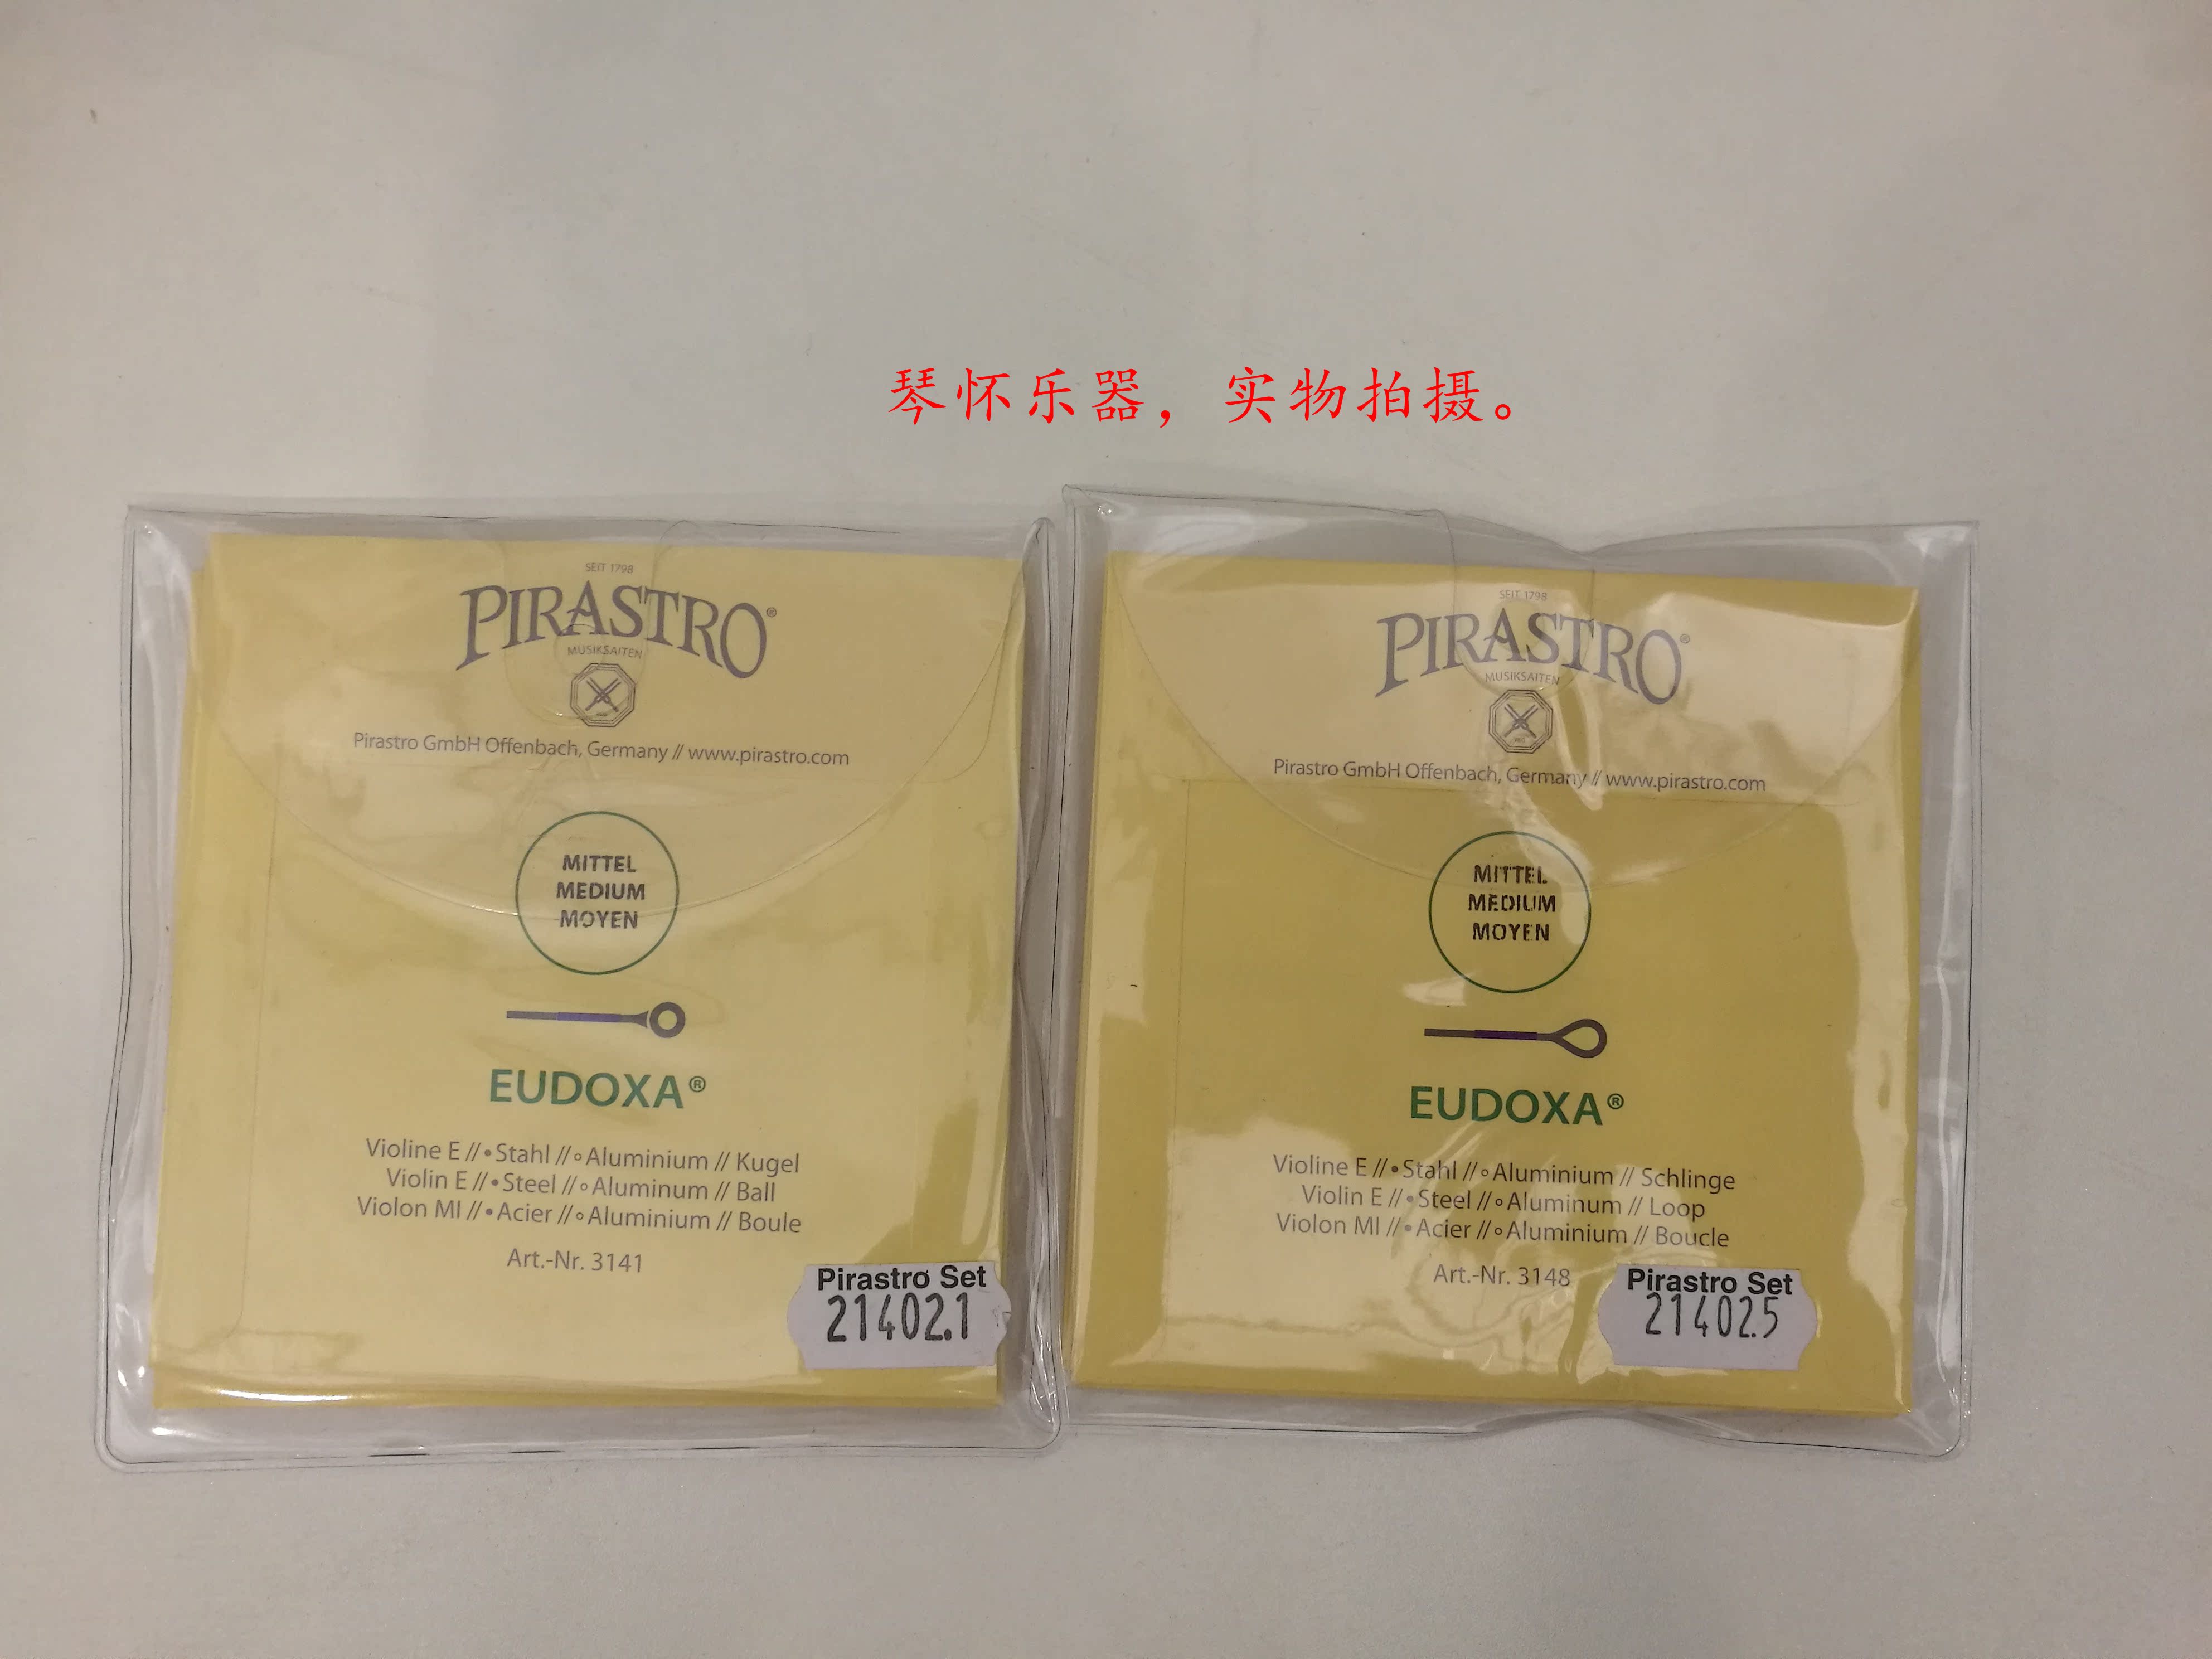 琴怀乐器，实物拍摄。
SEIT 1798
PIRASTRO®
MUSIKSAITEN
Pirastro GmbH Offenbach, Germany // www.pirastro.com
MITTEL
MEDIUM
MOYEN
EUDOXA®
Violine E //•Stahl //∘Aluminium // Kugel
Violin E //•Steel //∘Aluminum // Ball
Violon MI //•Acier //∘Aluminium // Boule
Art.-Nr. 3141
Pirastro Set
21402.1
SEIT 1798
PIRASTRO®
MUSIKSAITEN
Pirastro GmbH Offenbach, Germany // www.pirastro.com
MITTEL
MEDIUM
MOYEN
EUDOXA®
Violine E //•Stahl //∘Aluminium // Schlinge
Violin E //•Steel //∘Aluminum // Loop
Violon MI //•Acier //∘Aluminium // Boucle
Art.-Nr. 3148
Pirastro Set
21402.5